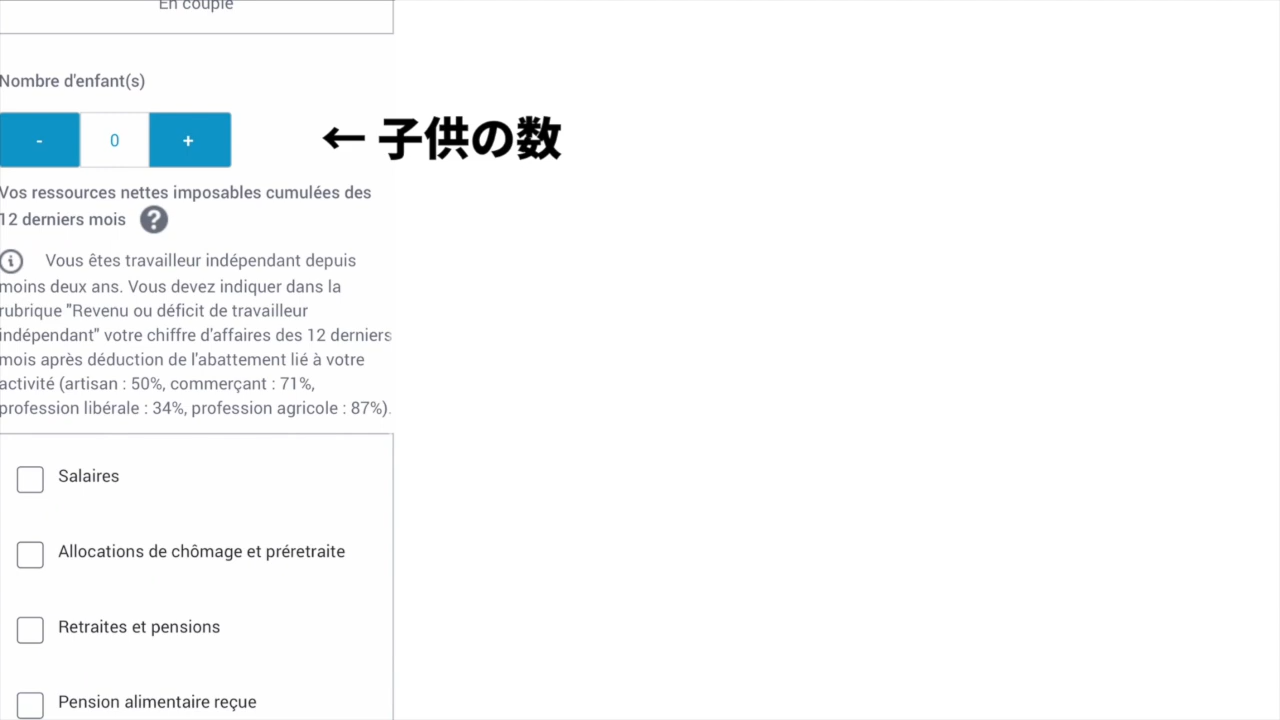 En couple
Nombre d'enfant(s)
- 0 +
← 子供の数
Vos ressources nettes imposables cumulées des
12 derniers mois ?
i Vous êtes travailleur indépendant depuis
moins deux ans. Vous devez indiquer dans la
rubrique "Revenu ou déficit de travailleur
indépendant" votre chiffre d'affaires des 12 derniers
mois après déduction de l'abattement lié à votre
activité (artisan : 50%, commerçant : 71%,
profession libérale : 34%, profession agricole : 87%).
Salaires
Allocations de chômage et préretraite
Retraites et pensions
Pension alimentaire reçue